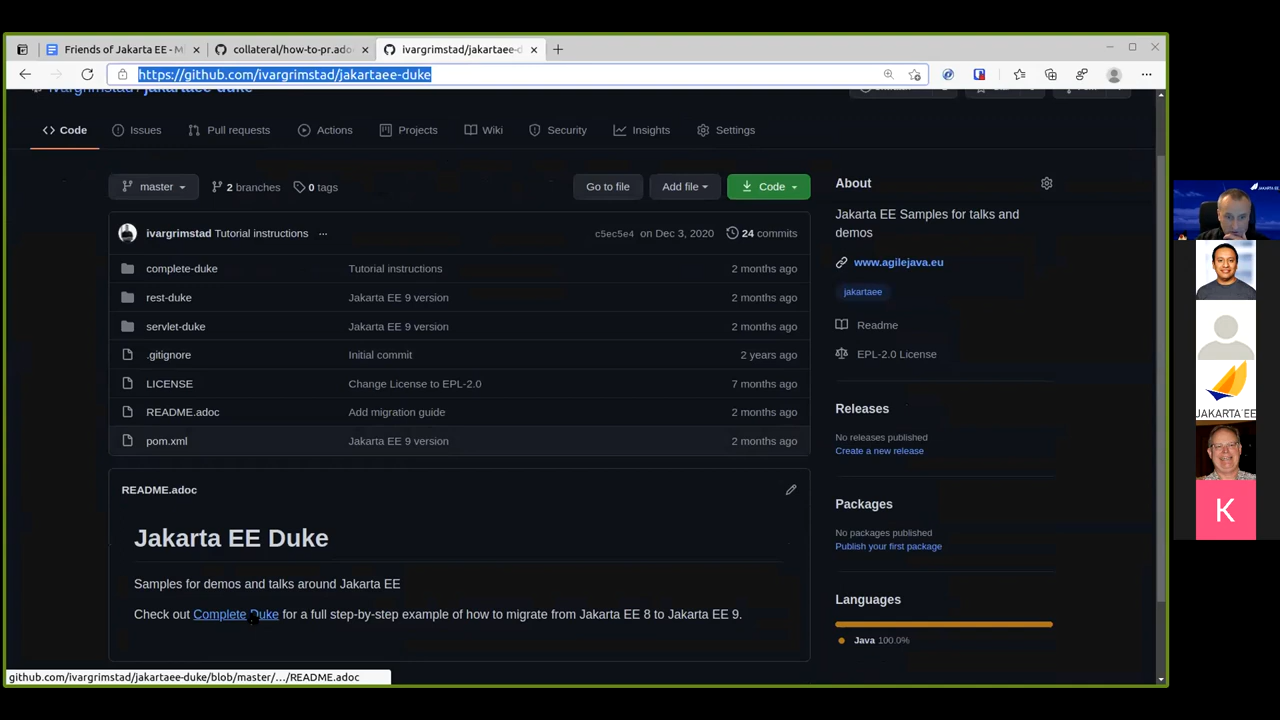 Friends of Jakarta EE - M
collateral/how-to-pr.ado
ivargrimstad/jakartaee-d
https://github.com/ivargrimstad/jakartaee-duke
ivargrimstad / jakartaee-duke
Code
Issues
Pull requests
Actions
Projects
Wiki
Security
Insights
Settings
master
2 branches
0 tags
Go to file
Add file
Code
ivargrimstad Tutorial instructions ...
c5ec5e4 on Dec 3, 2020
24 commits
complete-duke Tutorial instructions 2 months ago
rest-duke Jakarta EE 9 version 2 months ago
servlet-duke Jakarta EE 9 version 2 months ago
.gitignore Initial commit 2 years ago
LICENSE Change License to EPL-2.0 7 months ago
README.adoc Add migration guide 2 months ago
pom.xml Jakarta EE 9 version 2 months ago
README.adoc
Jakarta EE Duke
Samples for demos and talks around Jakarta EE
Check out Complete Duke for a full step-by-step example of how to migrate from Jakarta EE 8 to Jakarta EE 9.
github.com/ivargrimstad/jakartaee-duke/blob/master/.../README.adoc
About
Jakarta EE Samples for talks and
demos
www.agilejava.eu
jakartaee
Readme
EPL-2.0 License
Releases
No releases published
Create a new release
Packages
No packages published
Publish your first package
Languages
Java 100.0%
JAKARTA EE
JAKARTA EE
K